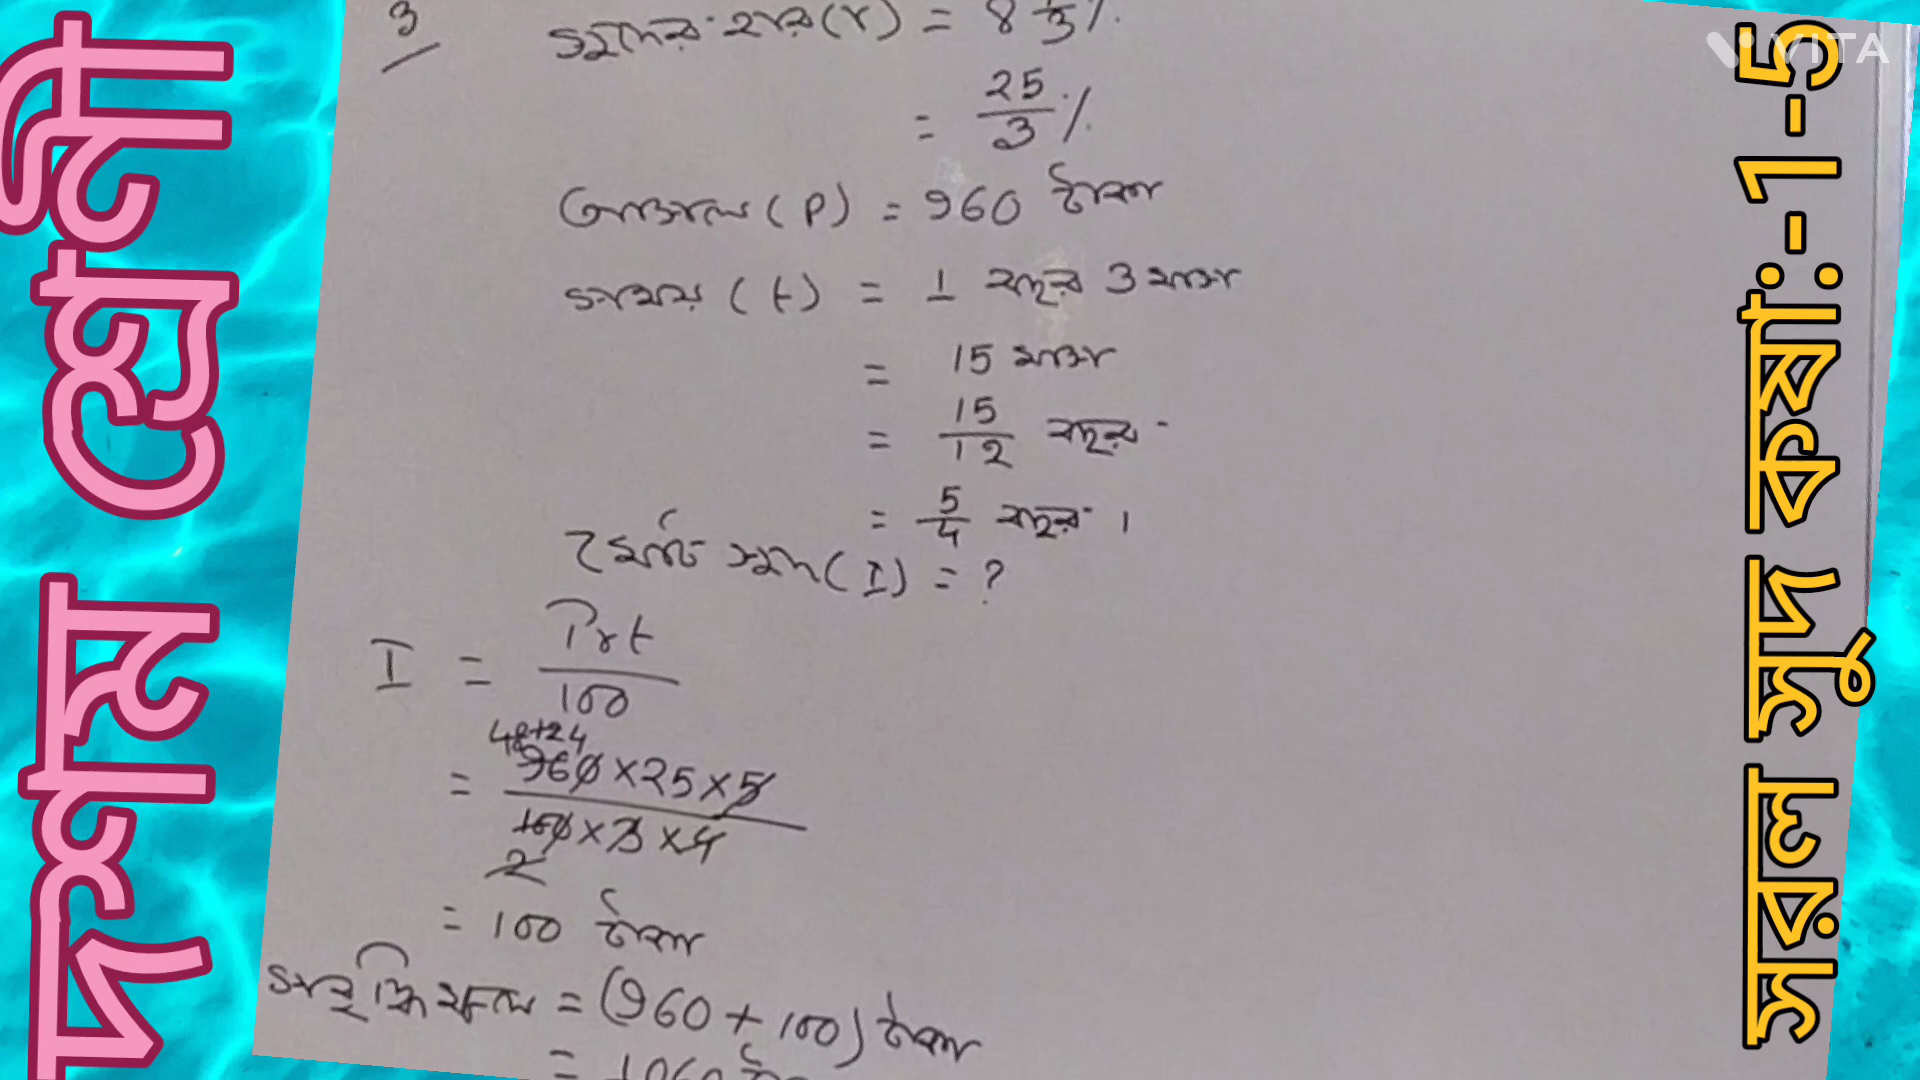 দশম শ্রেণী
3
সুদের হার (r) = 8 1/3 %.
= 25/3 %.
আসল (P) = 960 টাকা
সময় (t) = 1 বছর 3 মাস
= 15 মাস
= 15/12 বছর
= 5/4 বছর ।
মোট সুদ (I) = ?
I = Prt/100
48+24
= 960×25×5 / 100×3×4
2
= 100 টাকা
সবৃদ্ধিমূল = (960 + 100) টাকা
= 1060
সরল সুদ কষা:-1-5
VITA